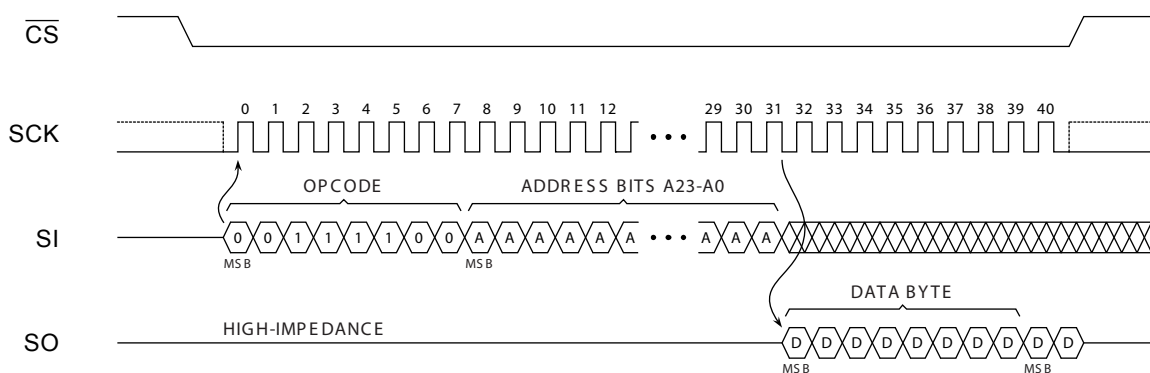 CS
0 1 2 3 4 5 6 7 8 9 10 11 12 29 30 31 32 33 34 35 36 37 38 39 40
SCK
OPCODE ADDRESS BITS A23-A0
SI 0 0 1 1 1 1 0 0 A A A A A A A A A
MSB MSB
DATA BYTE
HIGH-IMPEDANCE
SO D D D D D D D D D D
MSB MSB